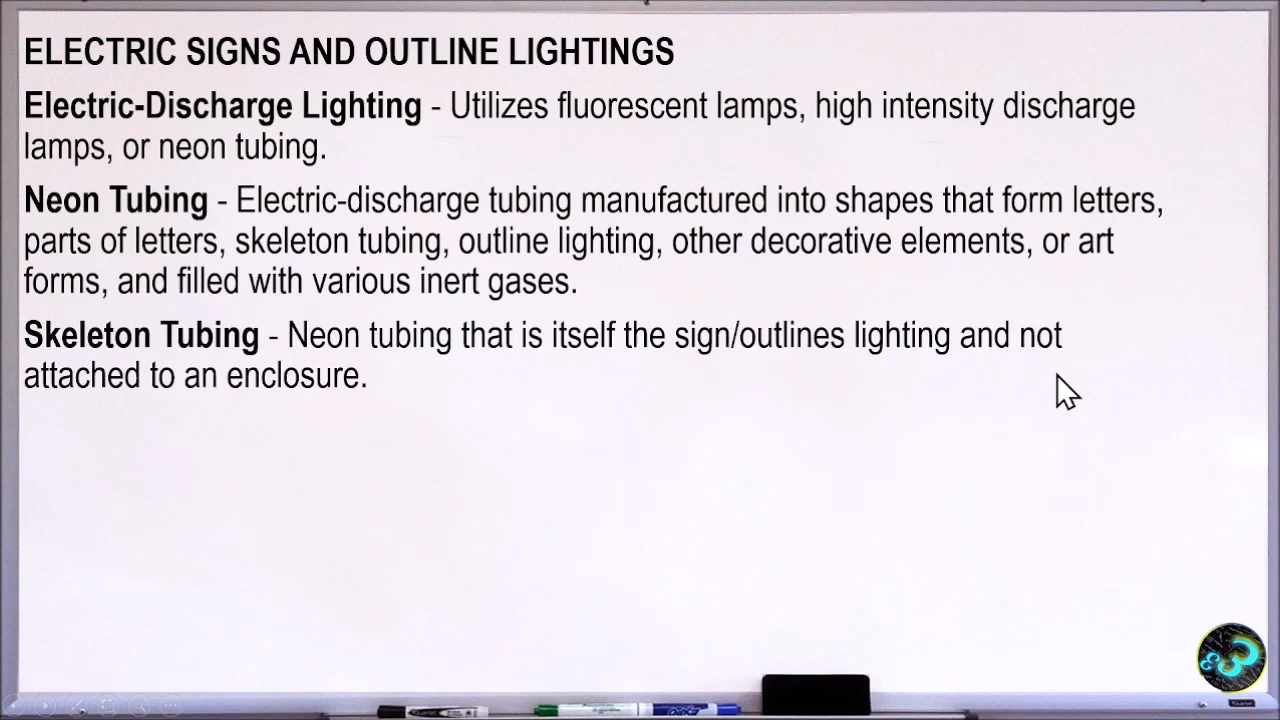 ELECTRIC SIGNS AND OUTLINE LIGHTINGS
Electric-Discharge Lighting - Utilizes fluorescent lamps, high intensity discharge
lamps, or neon tubing.
Neon Tubing - Electric-discharge tubing manufactured into shapes that form letters,
parts of letters, skeleton tubing, outline lighting, other decorative elements, or art
forms, and filled with various inert gases.
Skeleton Tubing - Neon tubing that is itself the sign/outlines lighting and not
attached to an enclosure.